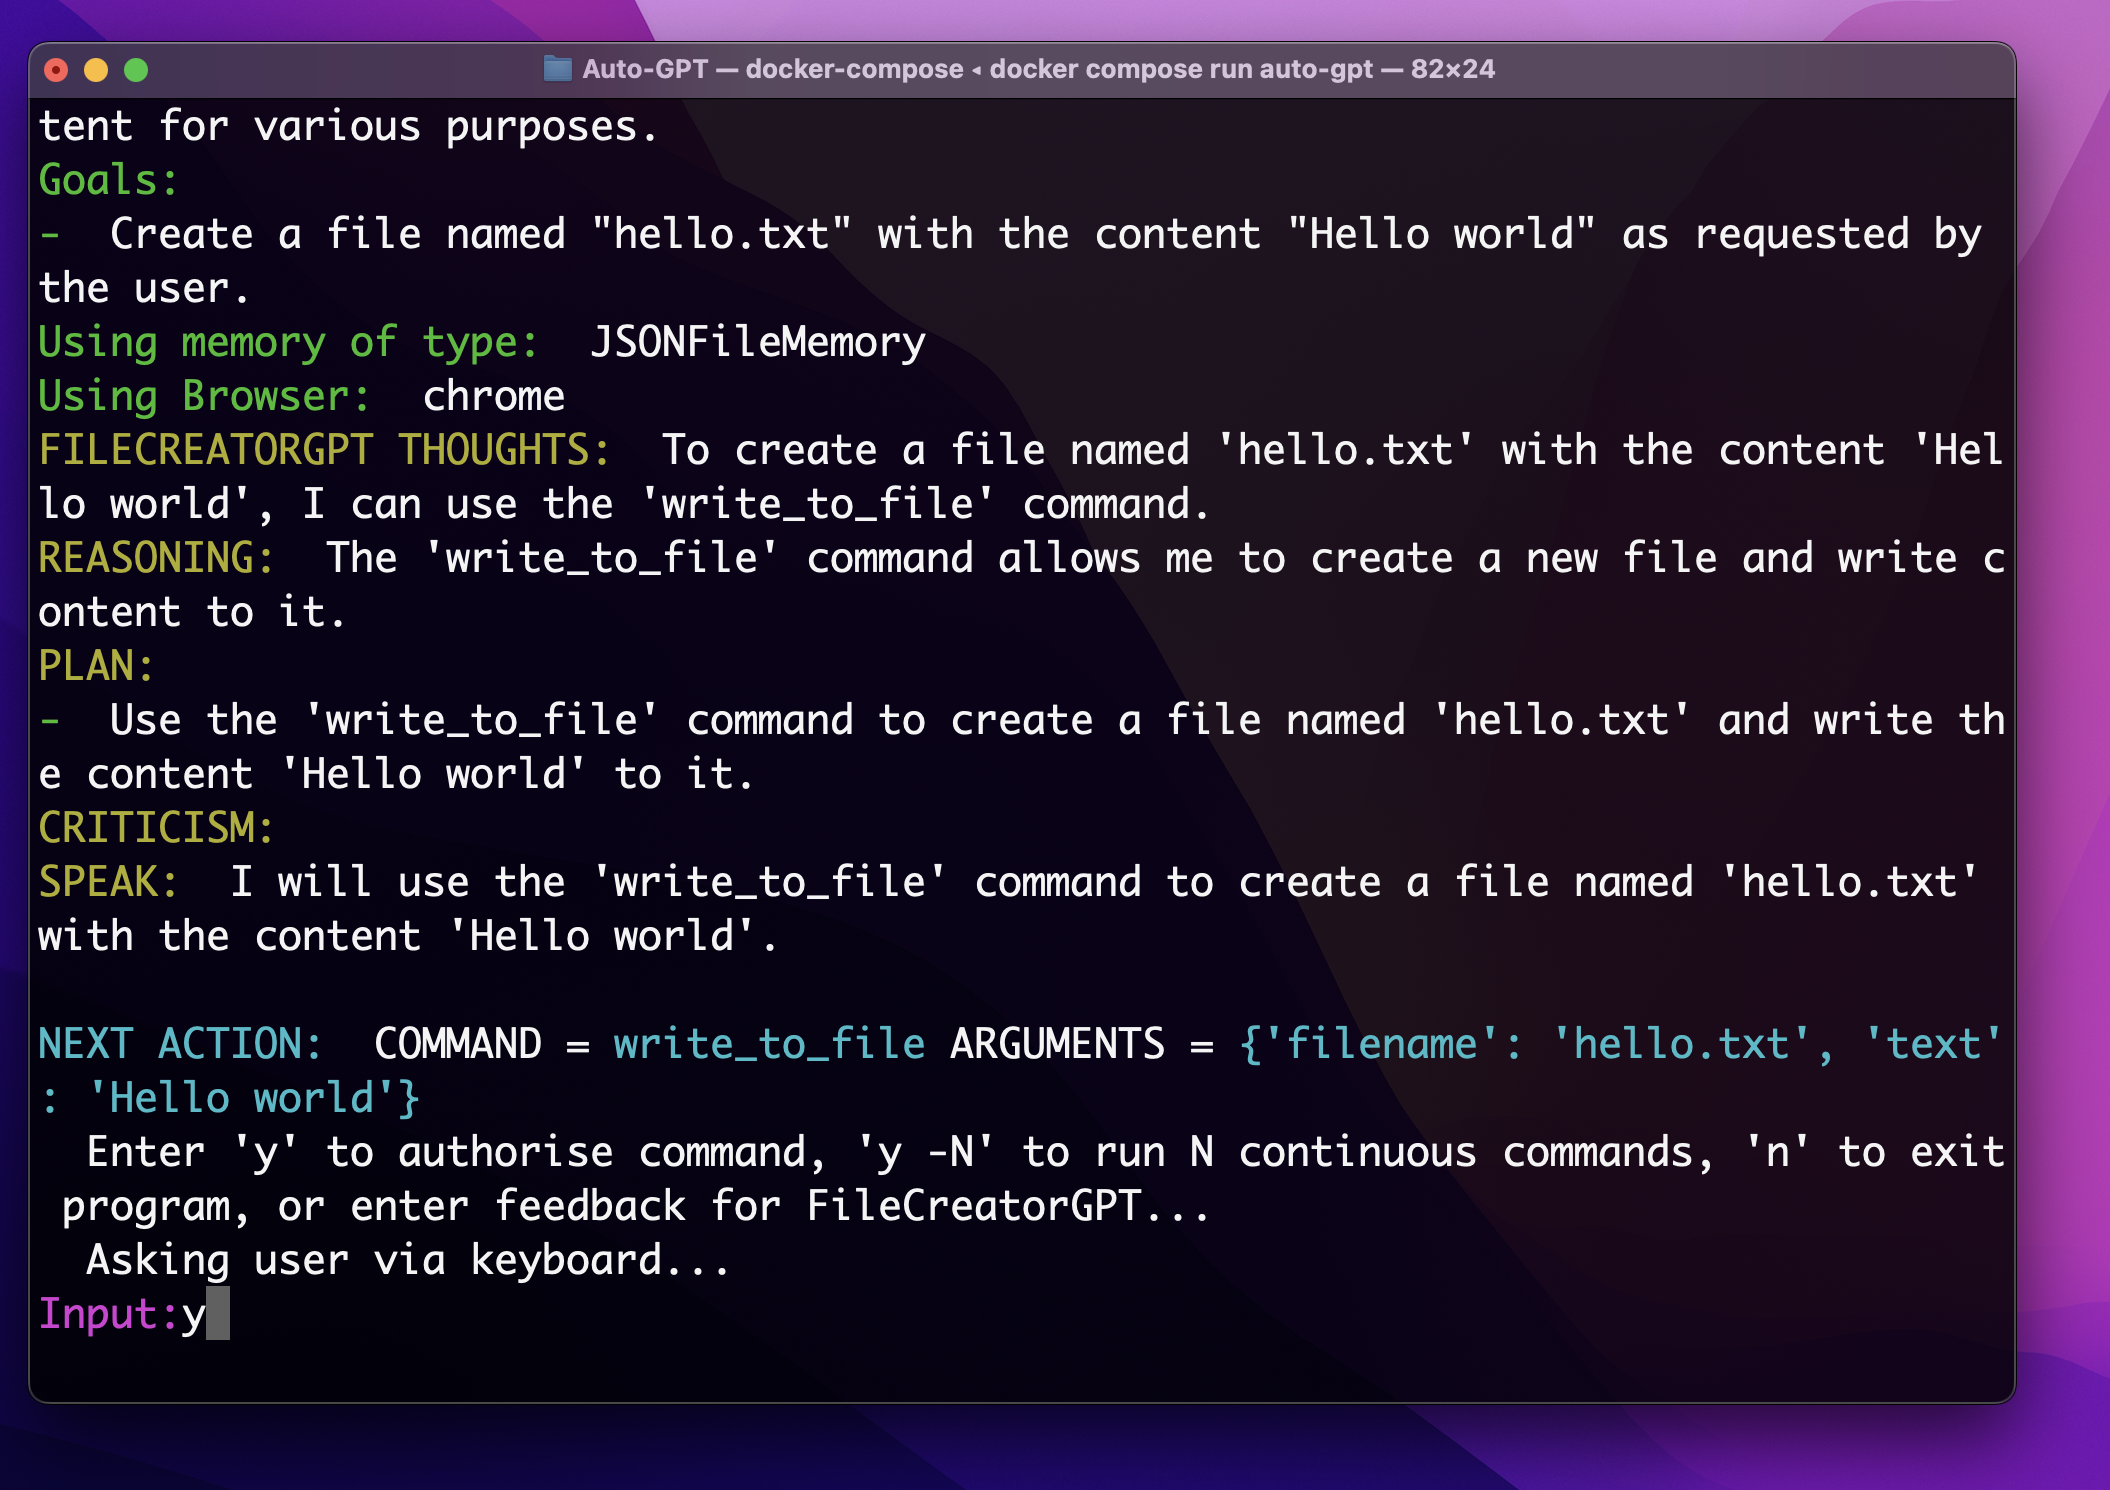 Auto-GPT — docker-compose ◂ docker compose run auto-gpt — 82×24
tent for various purposes.
Goals:
-  Create a file named "hello.txt" with the content "Hello world" as requested by
the user.
Using memory of type:  JSONFileMemory
Using Browser:  chrome
FILECREATORGPT THOUGHTS:  To create a file named 'hello.txt' with the content 'Hel
lo world', I can use the 'write_to_file' command.
REASONING:  The 'write_to_file' command allows me to create a new file and write c
ontent to it.
PLAN:
-  Use the 'write_to_file' command to create a file named 'hello.txt' and write th
e content 'Hello world' to it.
CRITICISM:
SPEAK:  I will use the 'write_to_file' command to create a file named 'hello.txt'
with the content 'Hello world'.
NEXT ACTION:  COMMAND = write_to_file ARGUMENTS = {'filename': 'hello.txt', 'text'
: 'Hello world'}
  Enter 'y' to authorise command, 'y -N' to run N continuous commands, 'n' to exit
 program, or enter feedback for FileCreatorGPT...
  Asking user via keyboard...
Input:y